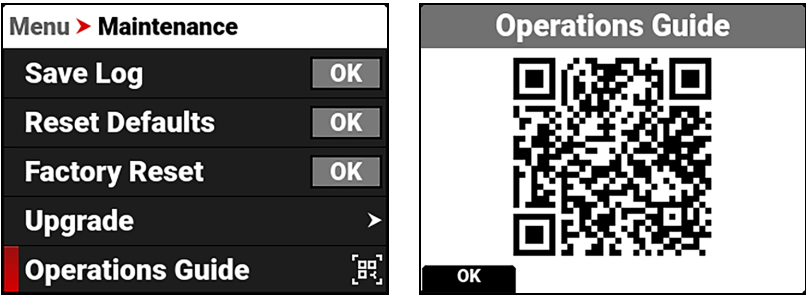 Menu > Maintenance
Save Log OK
Reset Defaults OK
Factory Reset OK
Upgrade >
Operations Guide
Operations Guide
OK